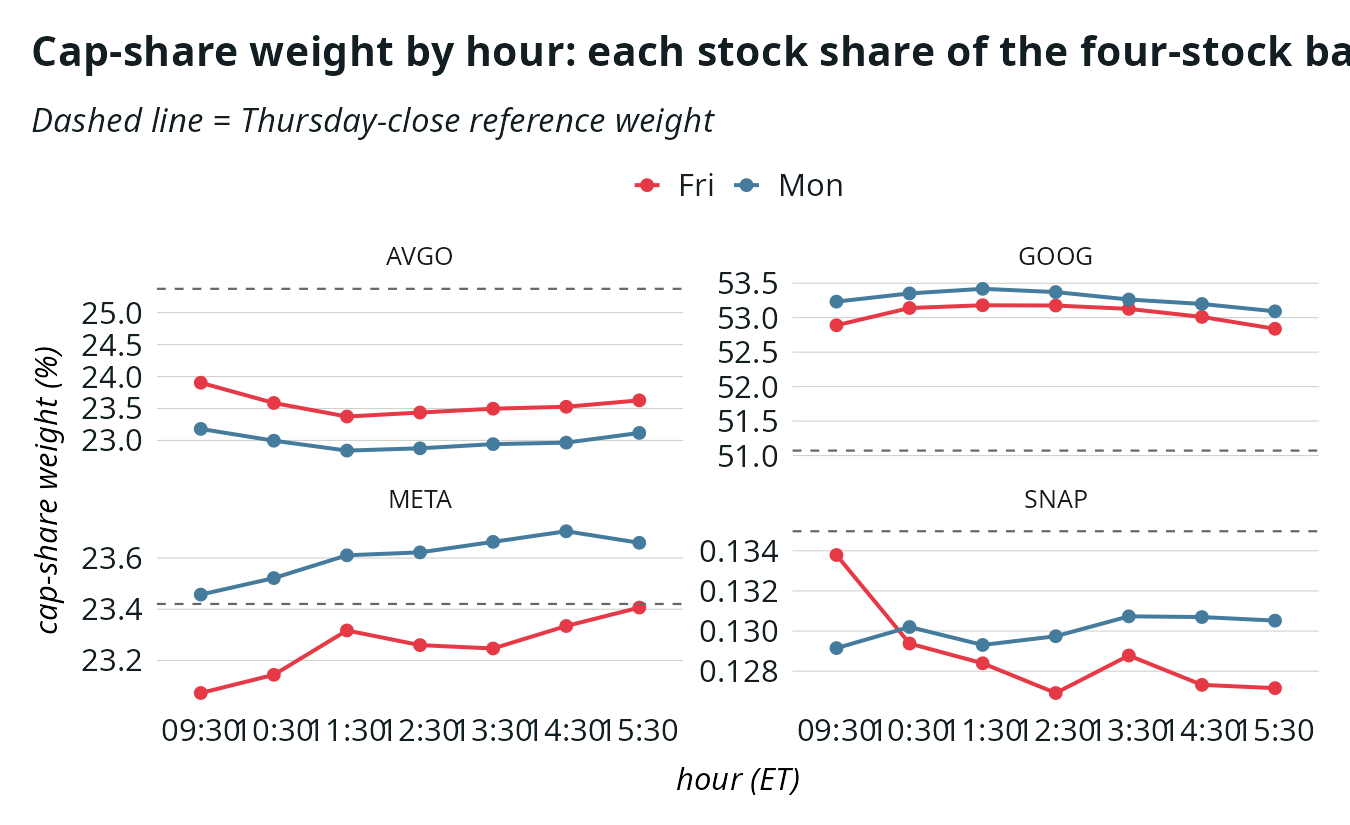 Cap-share weight by hour: each stock share of the four-stock ba
Dashed line = Thursday-close reference weight
Fri Mon
AVGO
GOOG
25.0
24.5
24.0
23.5
23.0
53.5
53.0
52.5
52.0
51.5
51.0
META
SNAP
23.6
23.4
23.2
0.134
0.132
0.130
0.128
cap-share weight (%)
09:30 10:30 11:30 12:30 13:30 14:30 15:30
09:30 10:30 11:30 12:30 13:30 14:30 15:30
hour (ET)